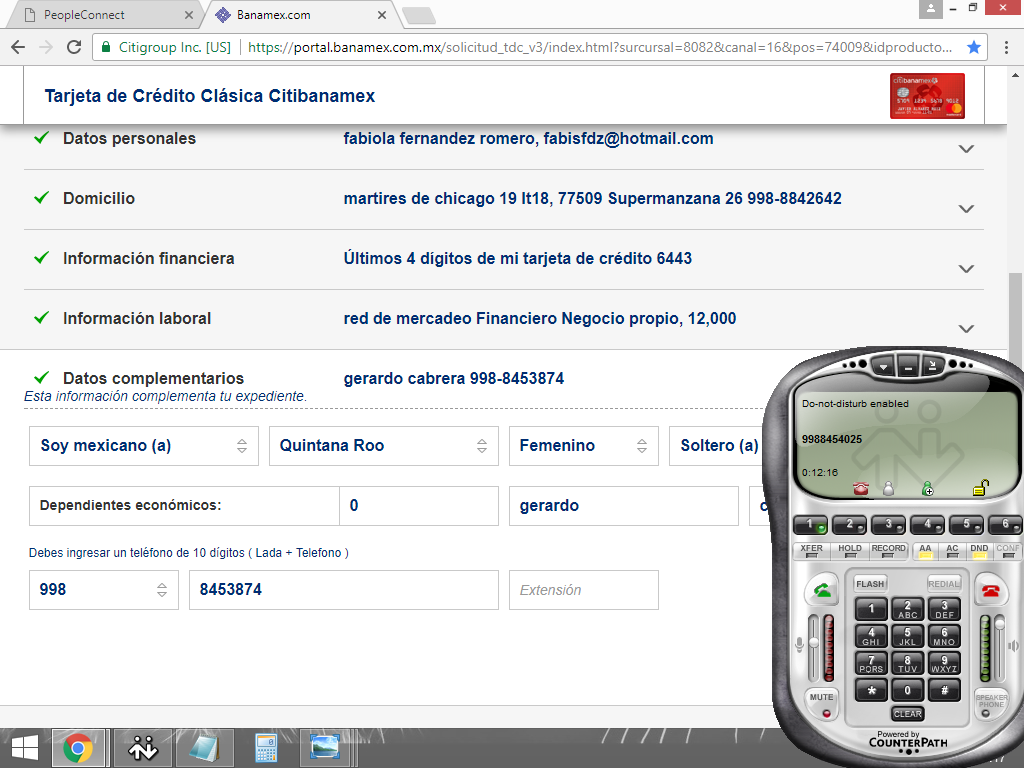 PeopleConnect
Banamex.com
Citigroup Inc. [US] https://portal.banamex.com.mx/solicitud_tdc_v3/index.html?surcursal=8082&canal=16&pos=74009&idproducto...
Tarjeta de Crédito Clásica Citibanamex
Datos personales fabiola fernandez romero, fabisfdz@hotmail.com
Domicilio martires de chicago 19 lt18, 77509 Supermanzana 26 998-8842642
Información financiera Últimos 4 dígitos de mi tarjeta de crédito 6443
Información laboral red de mercadeo Financiero Negocio propio, 12,000
Datos complementarios gerardo cabrera 998-8453874
Esta información complementa tu expediente.
Soy mexicano (a) Quintana Roo Femenino Soltero (a)
Dependientes económicos: 0 gerardo
Debes ingresar un teléfono de 10 dígitos ( Lada + Telefono )
998 8453874 Extensión
Do-not-disturb enabled
9988454025
0:12:16
1 2 3 4 5 6
XFER HOLD RECORD AA AC DND CONF
FLASH REDIAL
1 2 ABC 3 DEF
4 GHI 5 JKL 6 MNO
7 PQRS 8 TUV 9 WXYZ
* 0 #
MUTE CLEAR SPEAKER PHONE
Powered by
COUNTERPATH